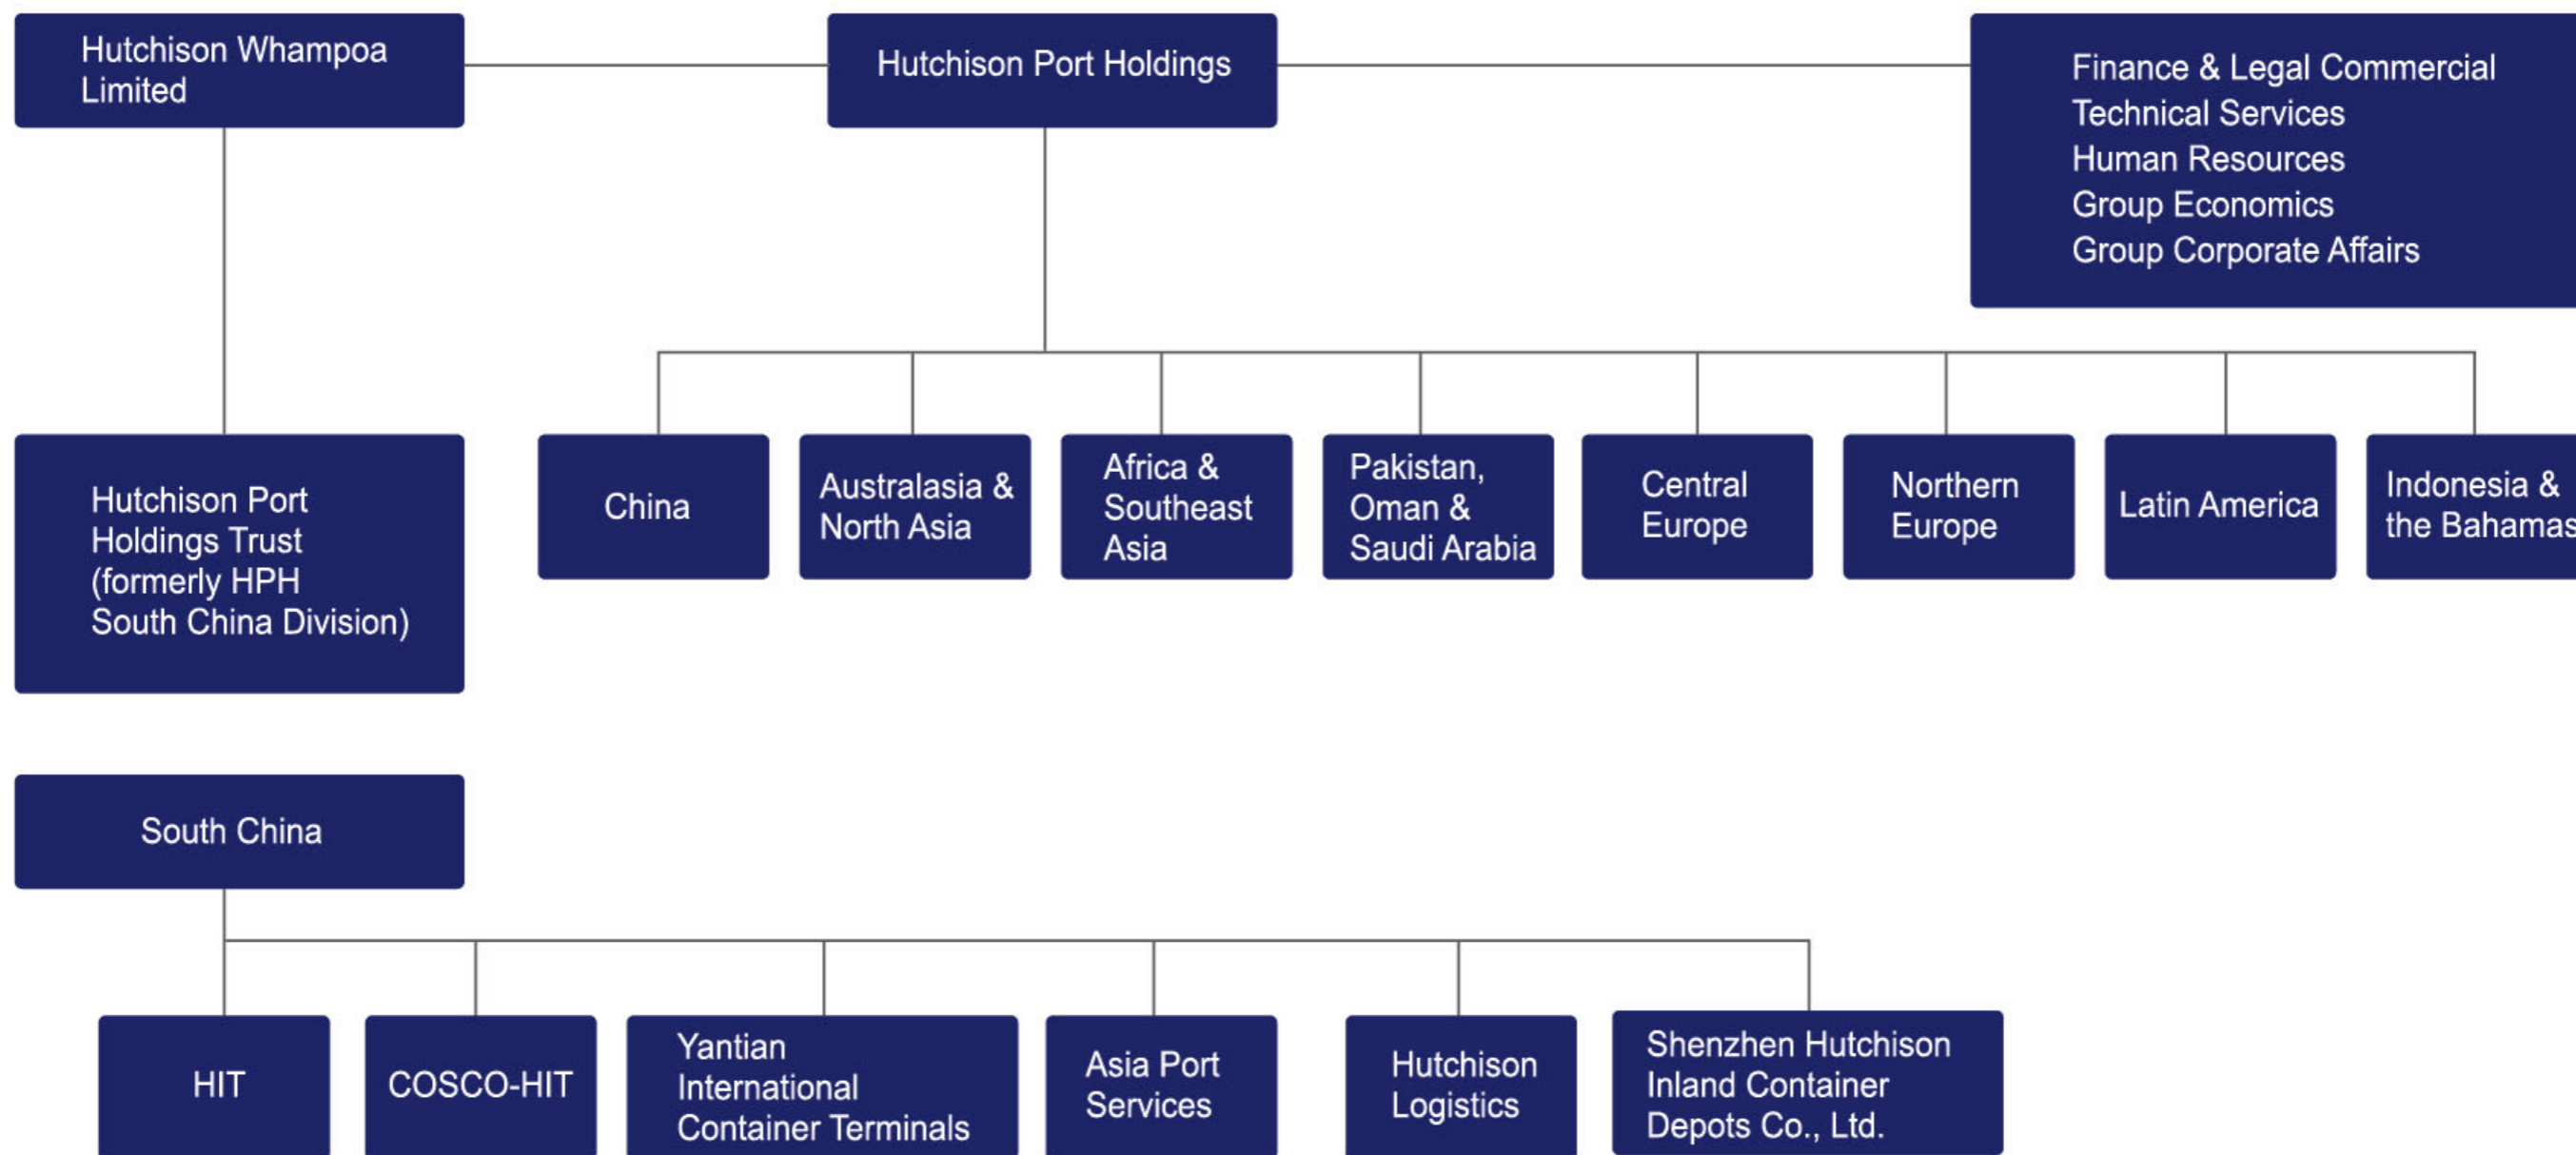 Hutchison Whampoa
Limited
Hutchison Port Holdings
Finance & Legal Commercial
Technical Services
Human Resources
Group Economics
Group Corporate Affairs
Hutchison Port
Holdings Trust
(formerly HPH
South China Division)
China
Australasia &
North Asia
Africa &
Southeast
Asia
Pakistan,
Oman &
Saudi Arabia
Central
Europe
Northern
Europe
Latin America
Indonesia &
the Bahamas
South China
HIT
COSCO-HIT
Yantian
International
Container Terminals
Asia Port
Services
Hutchison
Logistics
Shenzhen Hutchison
Inland Container
Depots Co., Ltd.